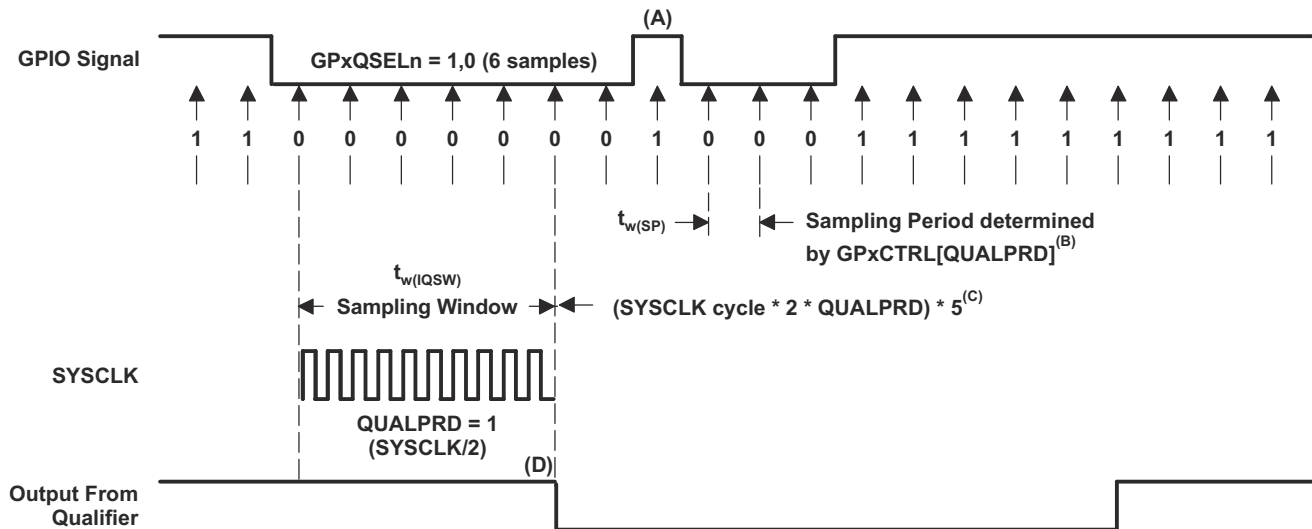 (A)
GPIO Signal
GPxQSELn = 1,0 (6 samples)
1 1 0 0 0 0 0 0 0 1 0 0 0 1 1 1 1 1 1 1 1 1
tw(SP)
Sampling Period determined
by GPxCTRL[QUALPRD](B)
tw(IQSW)
Sampling Window
(SYSCLK cycle * 2 * QUALPRD) * 5(C)
SYSCLK
QUALPRD = 1
(SYSCLK/2)
(D)
Output From
Qualifier